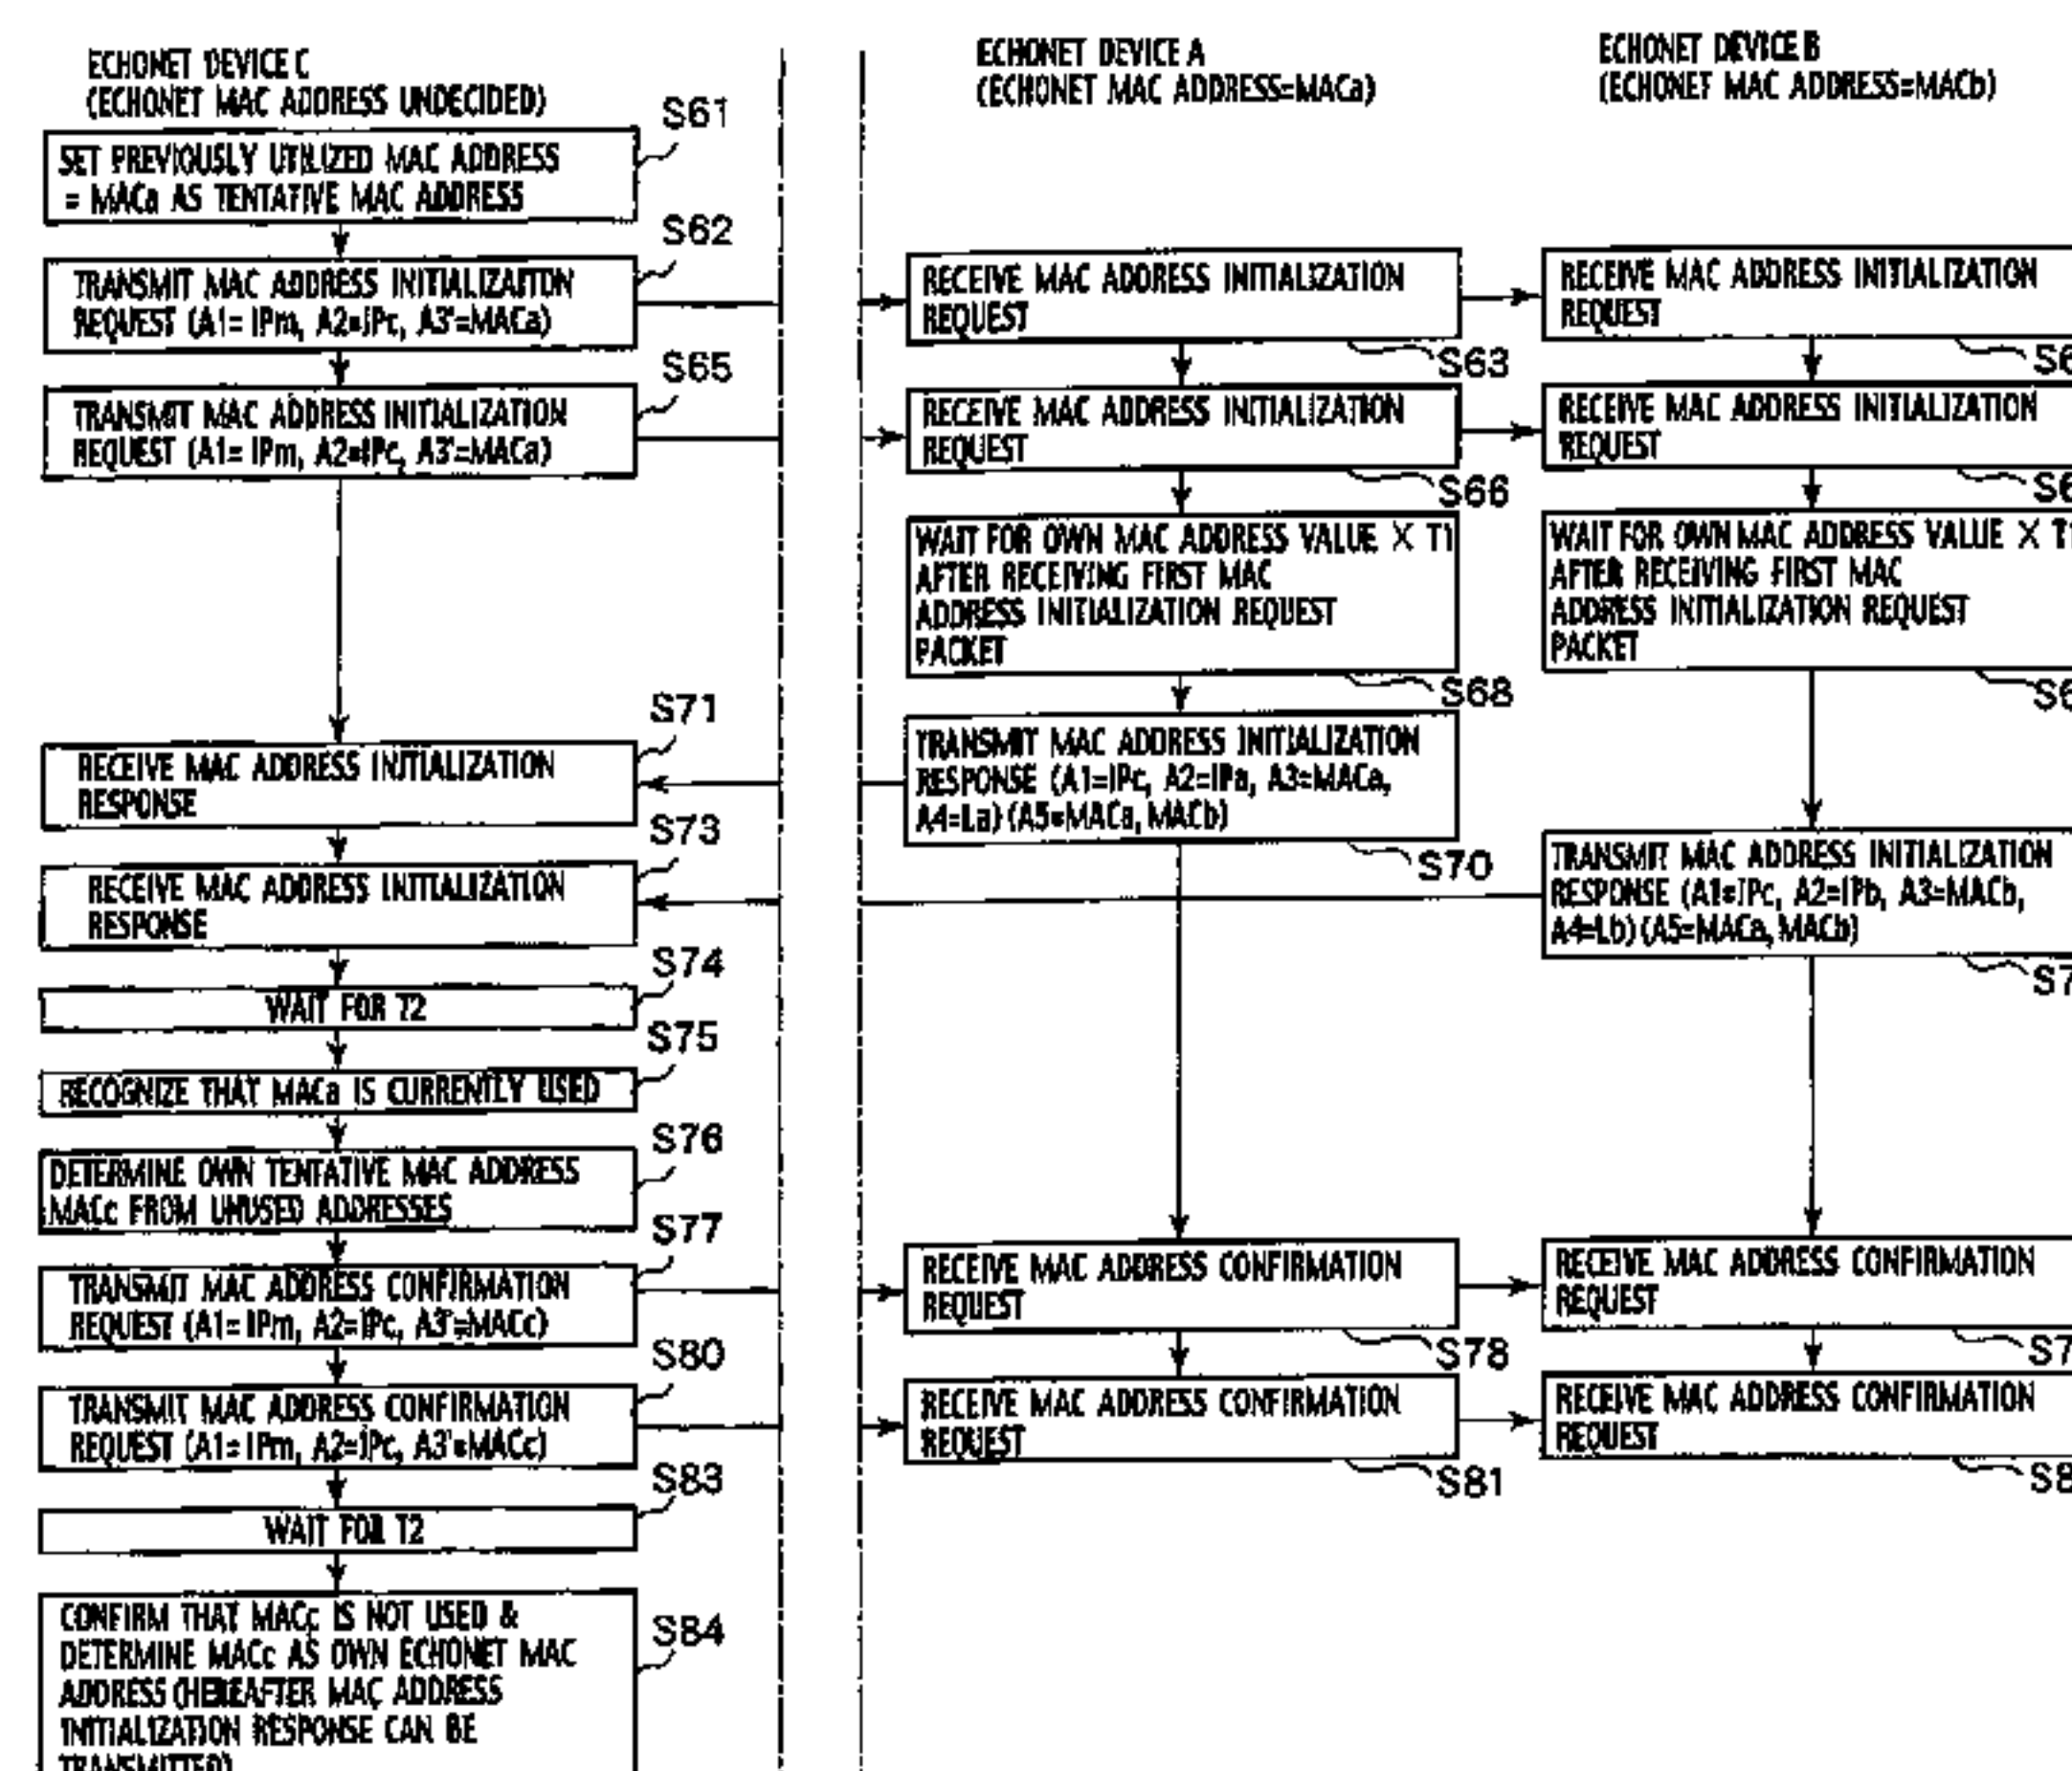 ECHONET DEVICE C
(ECHONET MAC ADDRESS UNDECIDED)
S61
SET PREVIOUSLY UTILIZED MAC ADDRESS
= MACa AS TENTATIVE MAC ADDRESS
S62
TRANSMIT MAC ADDRESS INITIALIZAITION
REQUEST (A1= IPm, A2=IPc, A3'=MACa)
S65
TRANSMIT MAC ADDRESS INITIALIZATION
REQUEST (A1= IPm, A2=IPc, A3'=MACa)
S71
RECEIVE MAC ADDRESS INITIALIZATION
RESPONSE
S73
RECEIVE MAC ADDRESS INITIALIZATION
RESPONSE
S74
WAIT FOR T2
S75
RECOGNIZE THAT MACa IS CURRENTLY USED
S76
DETERMINE OWN TENTATIVE MAC ADDRESS
MACc FROM UNUSED ADDRESSES
S77
TRANSMIT MAC ADDRESS CONFIRMATION
REQUEST (A1= IPm, A2=IPc, A3'=MACc)
S80
TRANSMIT MAC ADDRESS CONFIRMATION
REQUEST (A1= IPm, A2=IPc, A3'=MACc)
S83
WAIT FOR T2
S84
CONFIRM THAT MACc IS NOT USED &
DETERMINE MACc AS OWN ECHONET MAC
ADDRESS (HEREAFTER MAC ADDRESS
INITIALIZATION RESPONSE CAN BE
TRANSMITTED)
ECHONET DEVICE A
(ECHONET MAC ADDRESS=MACa)
RECEIVE MAC ADDRESS INITIALIZATION
REQUEST
S63
RECEIVE MAC ADDRESS INITIALIZATION
REQUEST
S66
WAIT FOR OWN MAC ADDRESS VALUE X T1
AFTER RECEIVING FIRST MAC
ADDRESS INITIALIZATION REQUEST
PACKET
S68
TRANSMIT MAC ADDRESS INITIALIZATION
RESPONSE (A1=IPc, A2=IPa, A3=MACa,
A4=La) (A5=MACa, MACb)
S70
RECEIVE MAC ADDRESS CONFIRMATION
REQUEST
S78
RECEIVE MAC ADDRESS CONFIRMATION
REQUEST
S81
ECHONET DEVICE B
(ECHONET MAC ADDRESS=MACb)
RECEIVE MAC ADDRESS INITIALIZATION
REQUEST
RECEIVE MAC ADDRESS INITIALIZATION
REQUEST
WAIT FOR OWN MAC ADDRESS VALUE X T1
AFTER RECEIVING FIRST MAC
ADDRESS INITIALIZATION REQUEST
PACKET
TRANSMIT MAC ADDRESS INITIALIZATION
RESPONSE (A1=IPc, A2=IPb, A3=MACb,
A4=Lb) (A5=MACa, MACb)
RECEIVE MAC ADDRESS CONFIRMATION
REQUEST
RECEIVE MAC ADDRESS CONFIRMATION
REQUEST